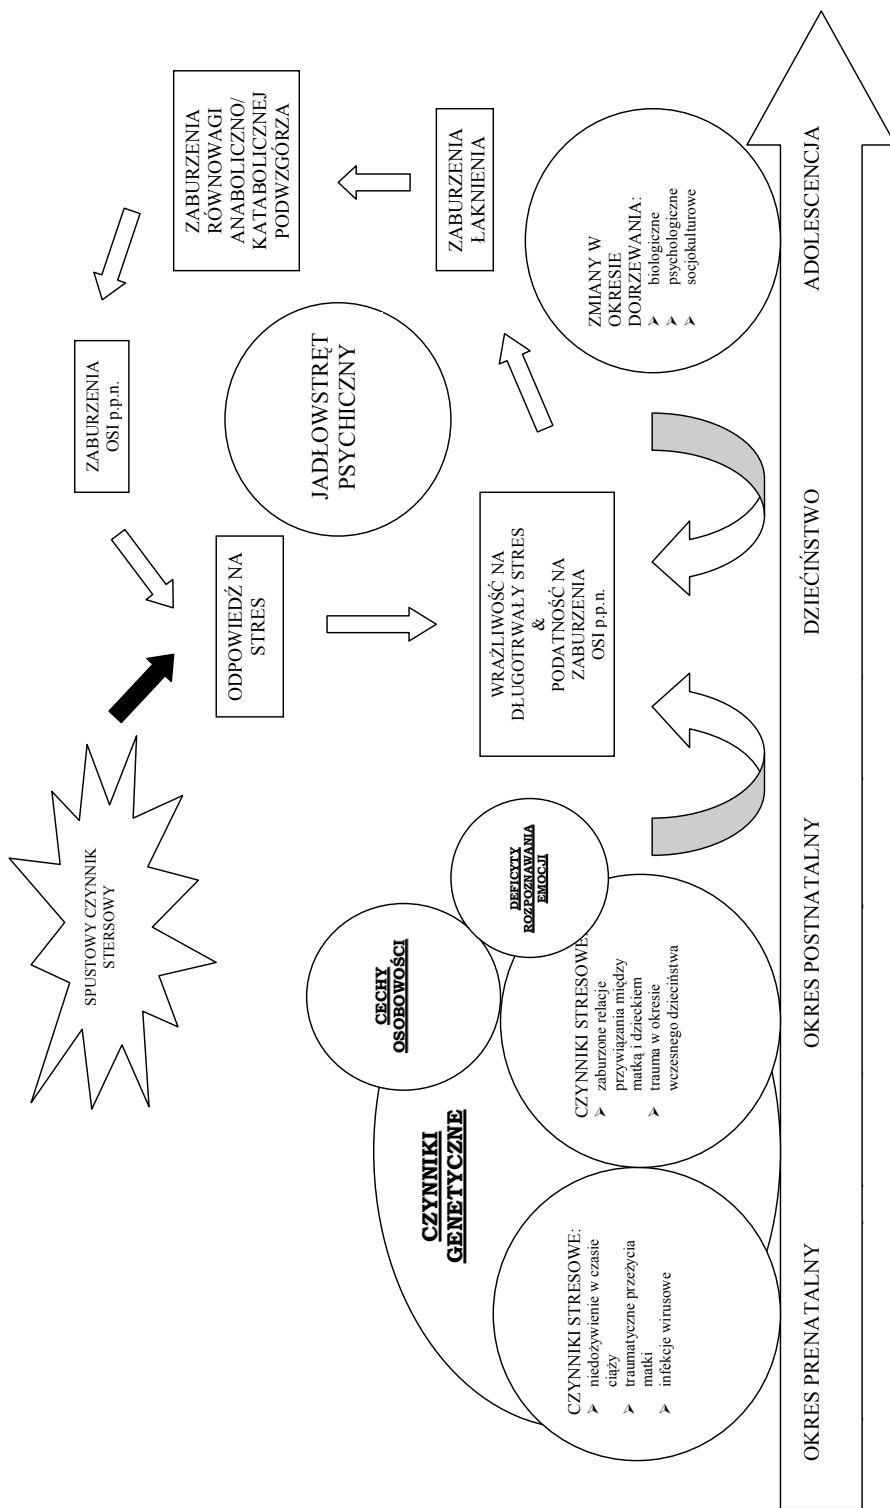 SPUSTOWY CZYNNIK
STERSOWY
ZABURZENIA
OSI p.p.n.
ZABURZENIA
RÓWNOWAGI
ANABOLICZNO/
KATABOLICZNEJ
PODWZGÓRZA
ODPOWIEDŹ NA
STRES
JADŁOWSTRĘT
PSYCHICZNY
ZABURZENIA
ŁAKNIENIA
CECHY
OSOBOWOŚCI
CZYNNIKI
GENETYCZNE
DEFICYTY
ROZPOZNAWANIA
EMOCJI
WRAŻLIWOŚĆ NA
DŁUGOTRWAŁY STRES
&
PODATNOŚĆ NA
ZABURZENIA
OSI p.p.n.
CZYNNIKI STRESOWE:
➢ niedożywienie w czasie
ciąży
➢ traumatyczne przeżycia
matki
➢ infekcje wirusowe
CZYNNIKI STRESOWE:
➢ zaburzone relacje
przywiązania między
matką i dzieckiem
➢ trauma w okresie
wczesnego dzieciństwa
ZMIANY W
OKRESIE
DOJRZEWANIA:
➢ biologiczne
➢ psychologiczne
➢ socjokulturowe
OKRES PRENATALNY
OKRES POSTNATALNY
DZIEĆIŃSTWO
ADOLESCENCJA